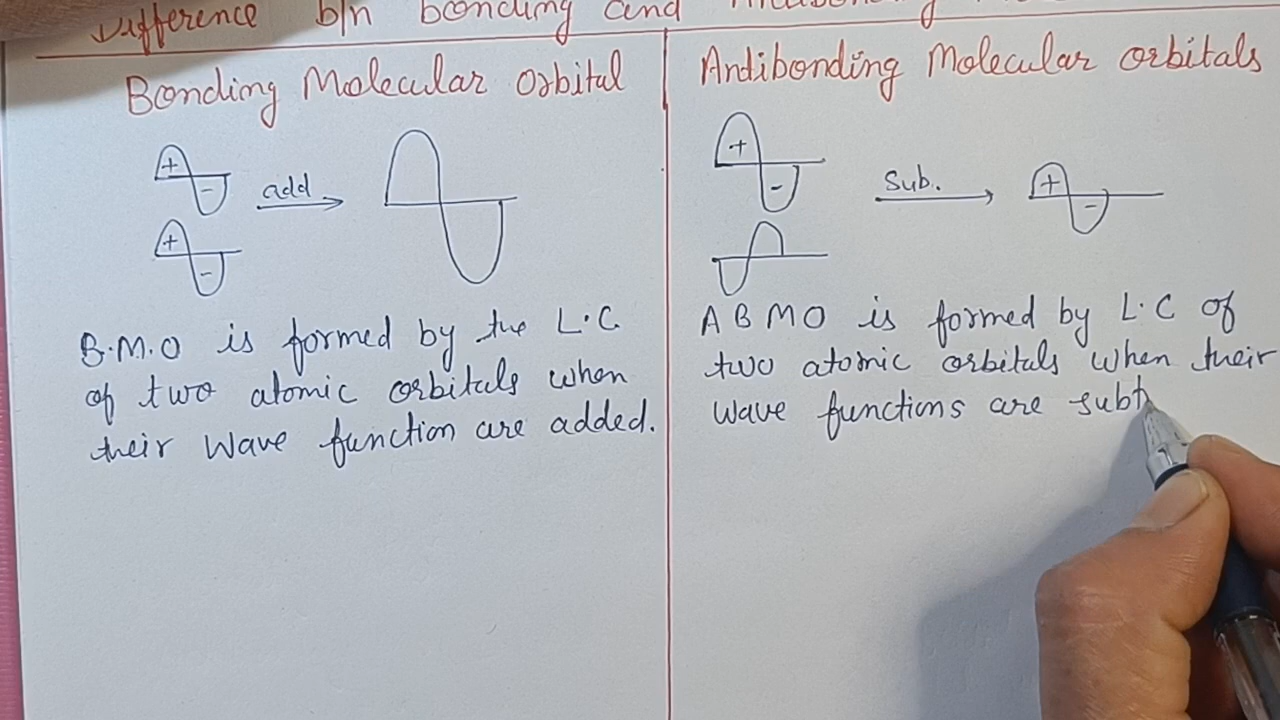 Difference b/n bonding and Antibonding
Bonding Molecular Orbital
+
-
add
+
-
B.M.O is formed by the L.C
of two atomic orbitals when
their Wave function are added.
Antibonding Molecular orbitals
+
-
Sub.
+
-
A B M O is formed by L.C of
two atomic orbitals when their
wave functions are subt